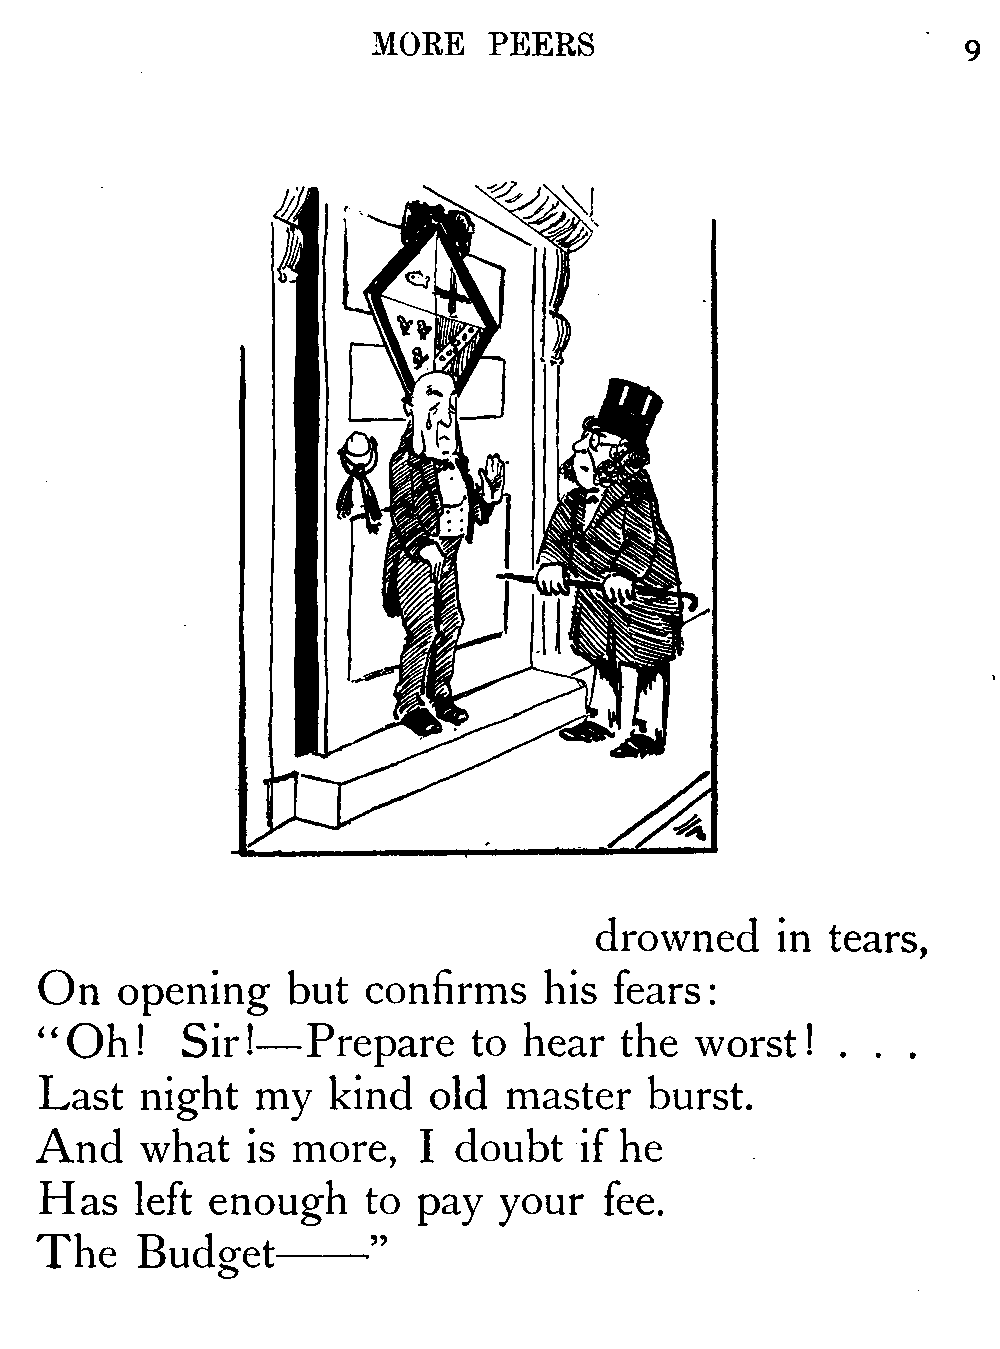 MORE PEERS 9
drowned in tears,
On opening but confirms his fears:
“Oh! Sir!—Prepare to hear the worst! . . .
Last night my kind old master burst.
And what is more, I doubt if he
Has left enough to pay your fee.
The Budget——”